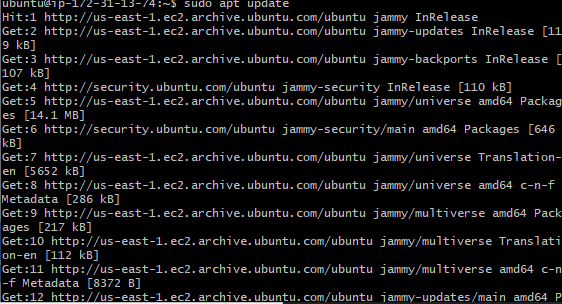 ubuntu@ip-172-31-13-74:~$ sudo apt update
Hit:1 http://us-east-1.ec2.archive.ubuntu.com/ubuntu jammy InRelease
Get:2 http://us-east-1.ec2.archive.ubuntu.com/ubuntu jammy-updates InRelease [11
9 kB]
Get:3 http://us-east-1.ec2.archive.ubuntu.com/ubuntu jammy-backports InRelease [
107 kB]
Get:4 http://security.ubuntu.com/ubuntu jammy-security InRelease [110 kB]
Get:5 http://us-east-1.ec2.archive.ubuntu.com/ubuntu jammy/universe amd64 Packag
es [14.1 MB]
Get:6 http://security.ubuntu.com/ubuntu jammy-security/main amd64 Packages [646
kB]
Get:7 http://us-east-1.ec2.archive.ubuntu.com/ubuntu jammy/universe Translation-
en [5652 kB]
Get:8 http://us-east-1.ec2.archive.ubuntu.com/ubuntu jammy/universe amd64 c-n-f
Metadata [286 kB]
Get:9 http://us-east-1.ec2.archive.ubuntu.com/ubuntu jammy/multiverse amd64 Pack
ages [217 kB]
Get:10 http://us-east-1.ec2.archive.ubuntu.com/ubuntu jammy/multiverse Translati
on-en [112 kB]
Get:11 http://us-east-1.ec2.archive.ubuntu.com/ubuntu jammy/multiverse amd64 c-n
-f Metadata [8372 B]
Get:12 http://us-east-1.ec2.archive.ubuntu.com/ubuntu jammy-updates/main amd64 P